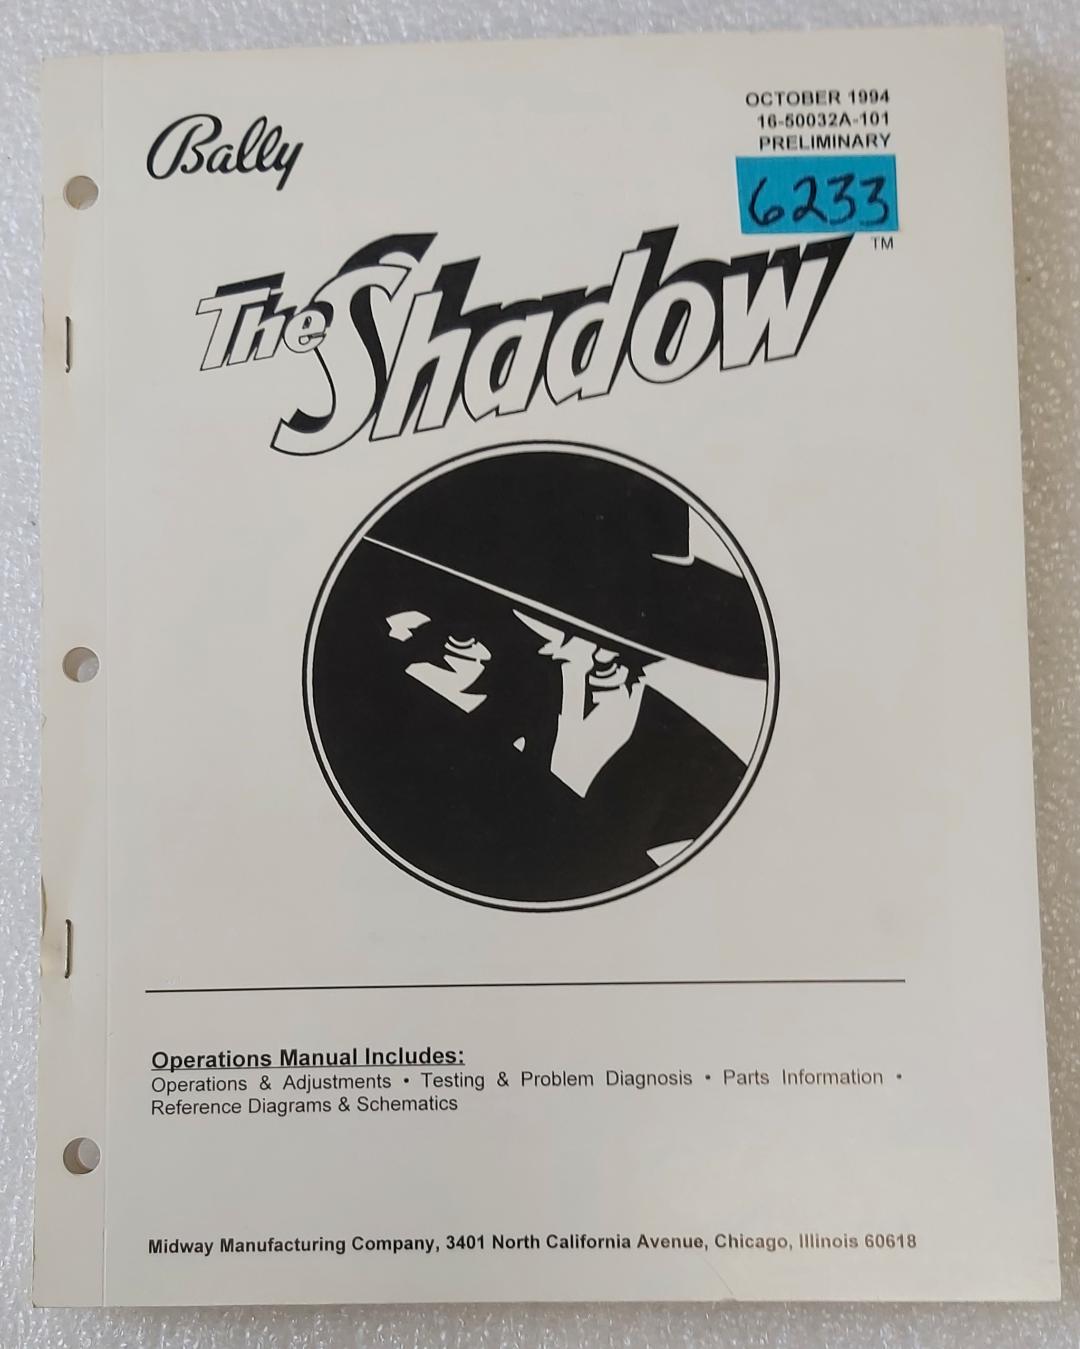 Bally
OCTOBER 1994
16-50032A-101
PRELIMINARY
6233
The Shadow
TM
Operations Manual Includes:
Operations & Adjustments • Testing & Problem Diagnosis • Parts Information •
Reference Diagrams & Schematics
Midway Manufacturing Company, 3401 North California Avenue, Chicago, Illinois 60618